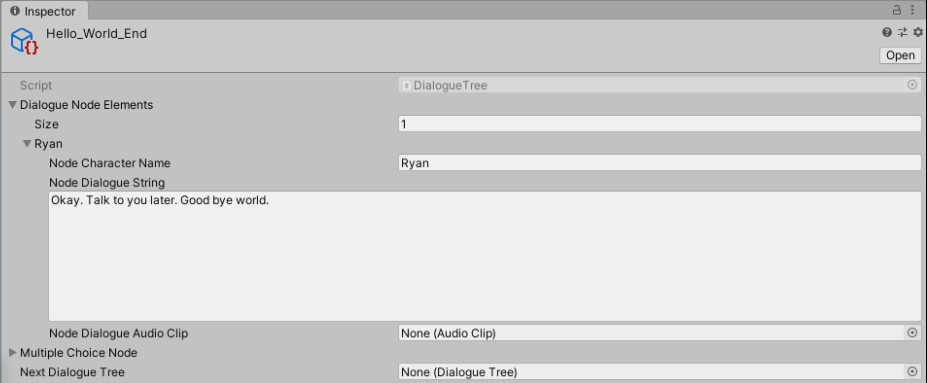 Inspector
Hello_World_End
Open
Script DialogueTree
Dialogue Node Elements
Size 1
Ryan
Node Character Name Ryan
Node Dialogue String
Okay. Talk to you later. Good bye world.
Node Dialogue Audio Clip None (Audio Clip)
Multiple Choice Node
Next Dialogue Tree None (Dialogue Tree)